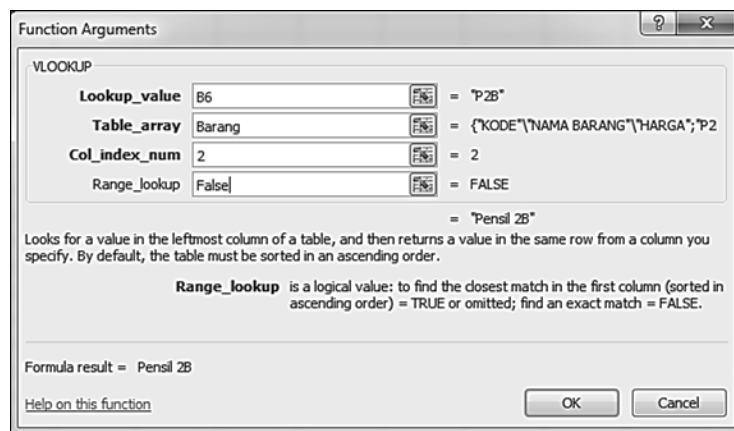 Function Arguments
VLOOKUP
Lookup_value B6 = "P2B"
Table_array Barang = {"KODE"\"NAMA BARANG"\"HARGA";"P2
Col_index_num 2 = 2
Range_lookup False = FALSE
= "Pensil 2B"
Looks for a value in the leftmost column of a table, and then returns a value in the same row from a column you
specify. By default, the table must be sorted in an ascending order.
Range_lookup is a logical value: to find the closest match in the first column (sorted in
ascending order) = TRUE or omitted; find an exact match = FALSE.
Formula result = Pensil 2B
Help on this function OK Cancel